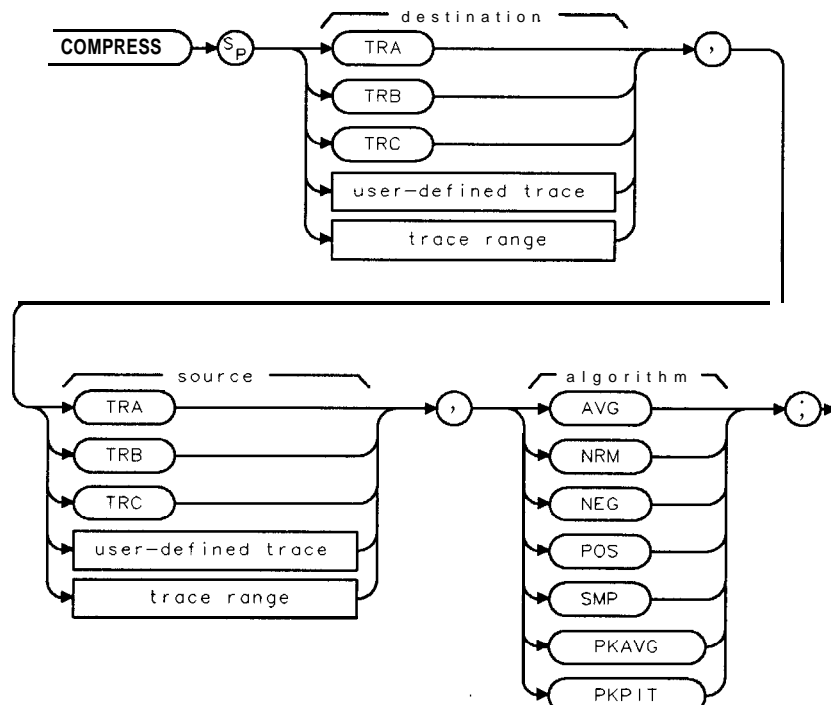 destination
COMPRESS
SP
TRA
,
TRB
TRC
user-defined trace
trace range
source
algorithm
TRA
,
AVG
;
TRB
NRM
TRC
NEG
user-defined trace
POS
trace range
SMP
PKAVG
PKPIT